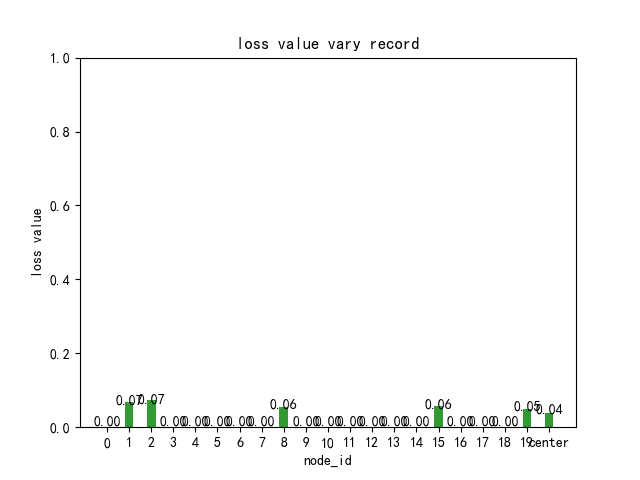 loss value vary record
1.0
0.8
0.6
0.4
0.2
0.0
loss value
0.00 0.07 0.07 0.00 0.00 0.00 0.00 0.00 0.06 0.00 0.00 0.00 0.00 0.00 0.00 0.06 0.00 0.00 0.00 0.05 0.04
0 1 2 3 4 5 6 7 8 9 10 11 12 13 14 15 16 17 18 19 center
node_id